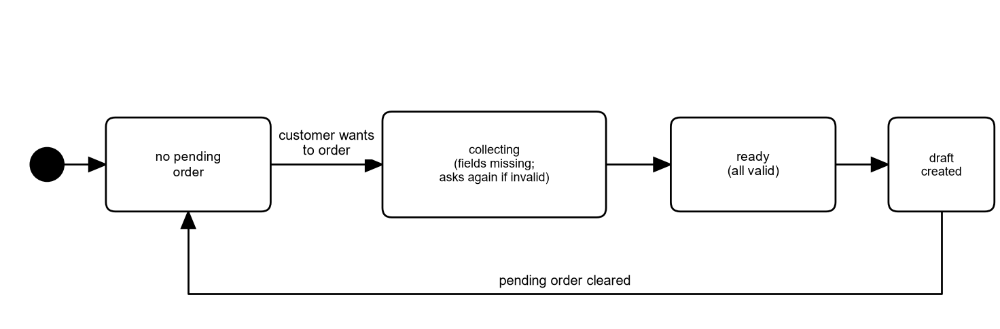 no pending
order
customer wants
to order
collecting
(fields missing;
asks again if invalid)
ready
(all valid)
draft
created
pending order cleared